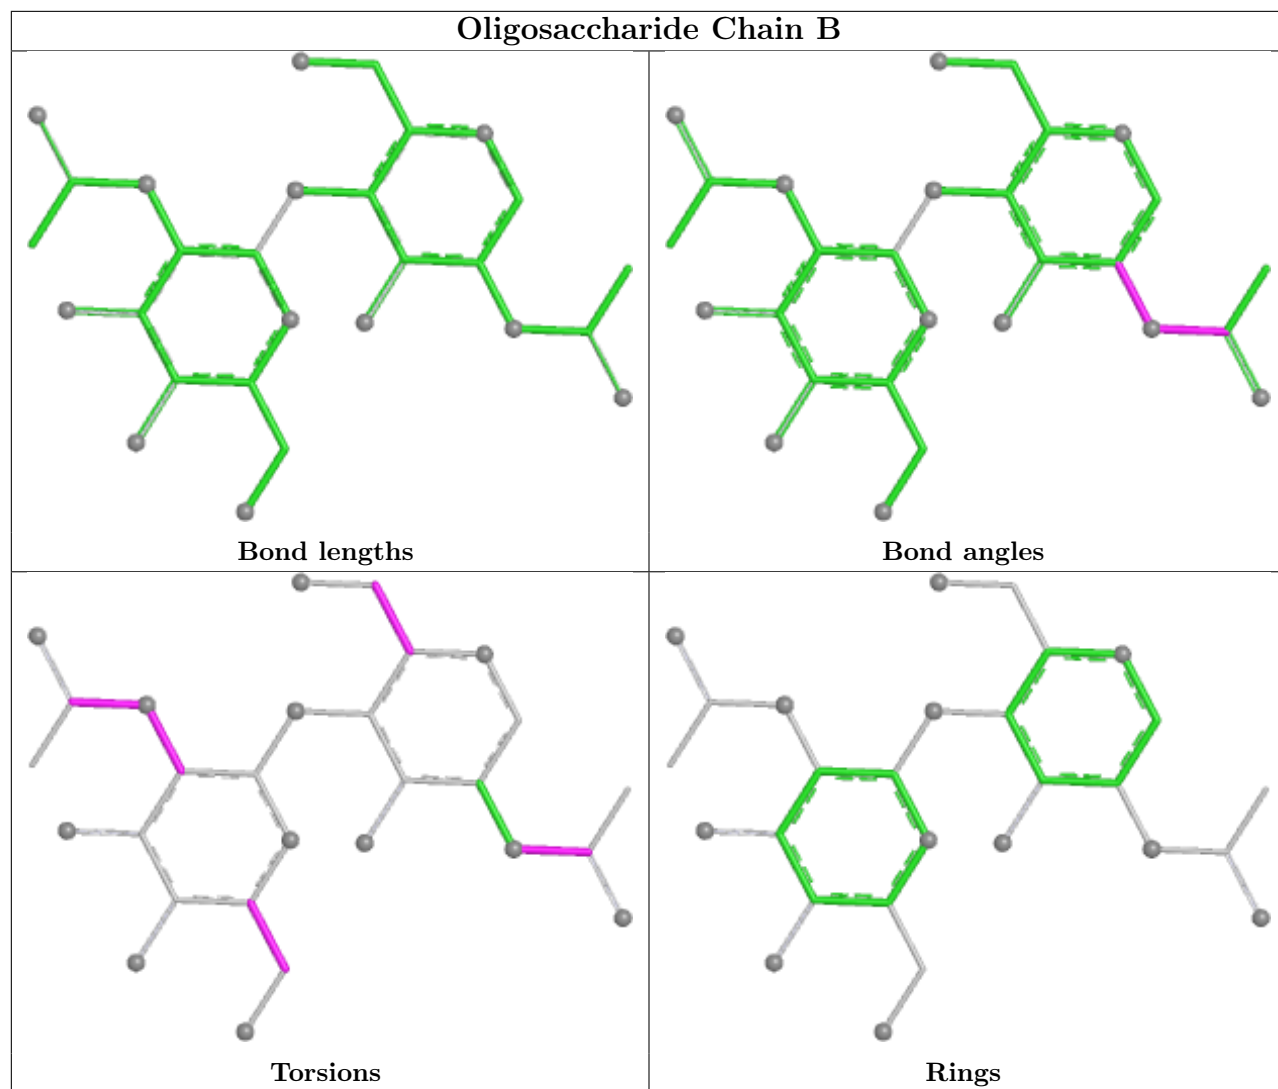 Oligosaccharide Chain B
Bond lengths
Bond angles
Torsions
Rings